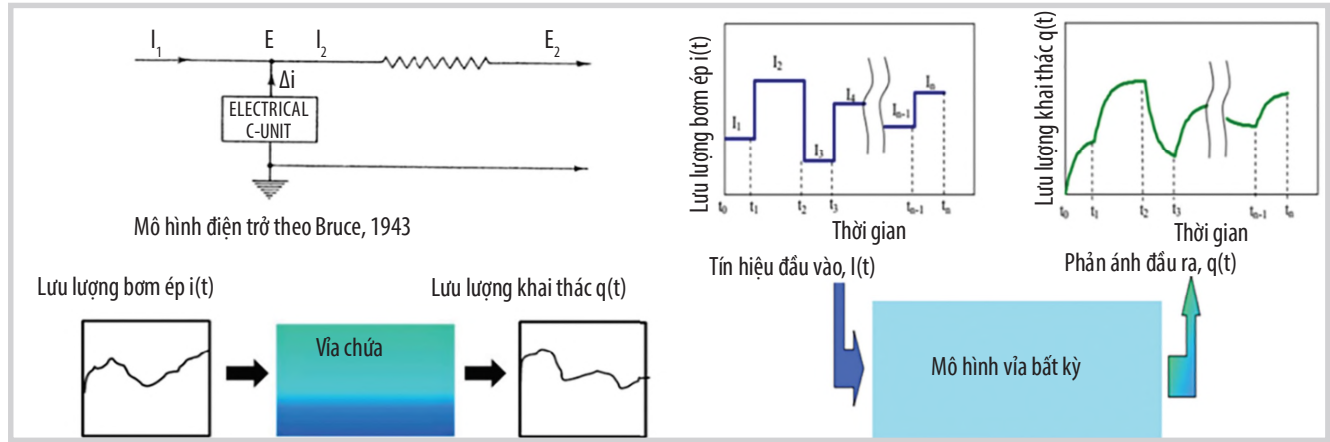 I₁ E I₂ E₂
Δi
ELECTRICAL
C-UNIT
Mô hình điện trở theo Bruce, 1943
Lưu lượng bơm ép i(t)
Lưu lượng khai thác q(t)
Vỉa chứa
Lưu lượng bơm ép i(t)
I₁
I₂
I₃
I₄
Iₙ₋₁
Iₙ
t₀ t₁ t₂ t₃ tₙ₋₁ tₙ
Thời gian
Lưu lượng khai thác q(t)
t₀ t₁ t₂ t₃ tₙ₋₁ tₙ
Thời gian
Tín hiệu đầu vào, I(t)
Phản ánh đầu ra, q(t)
Mô hình vỉa bất kỳ